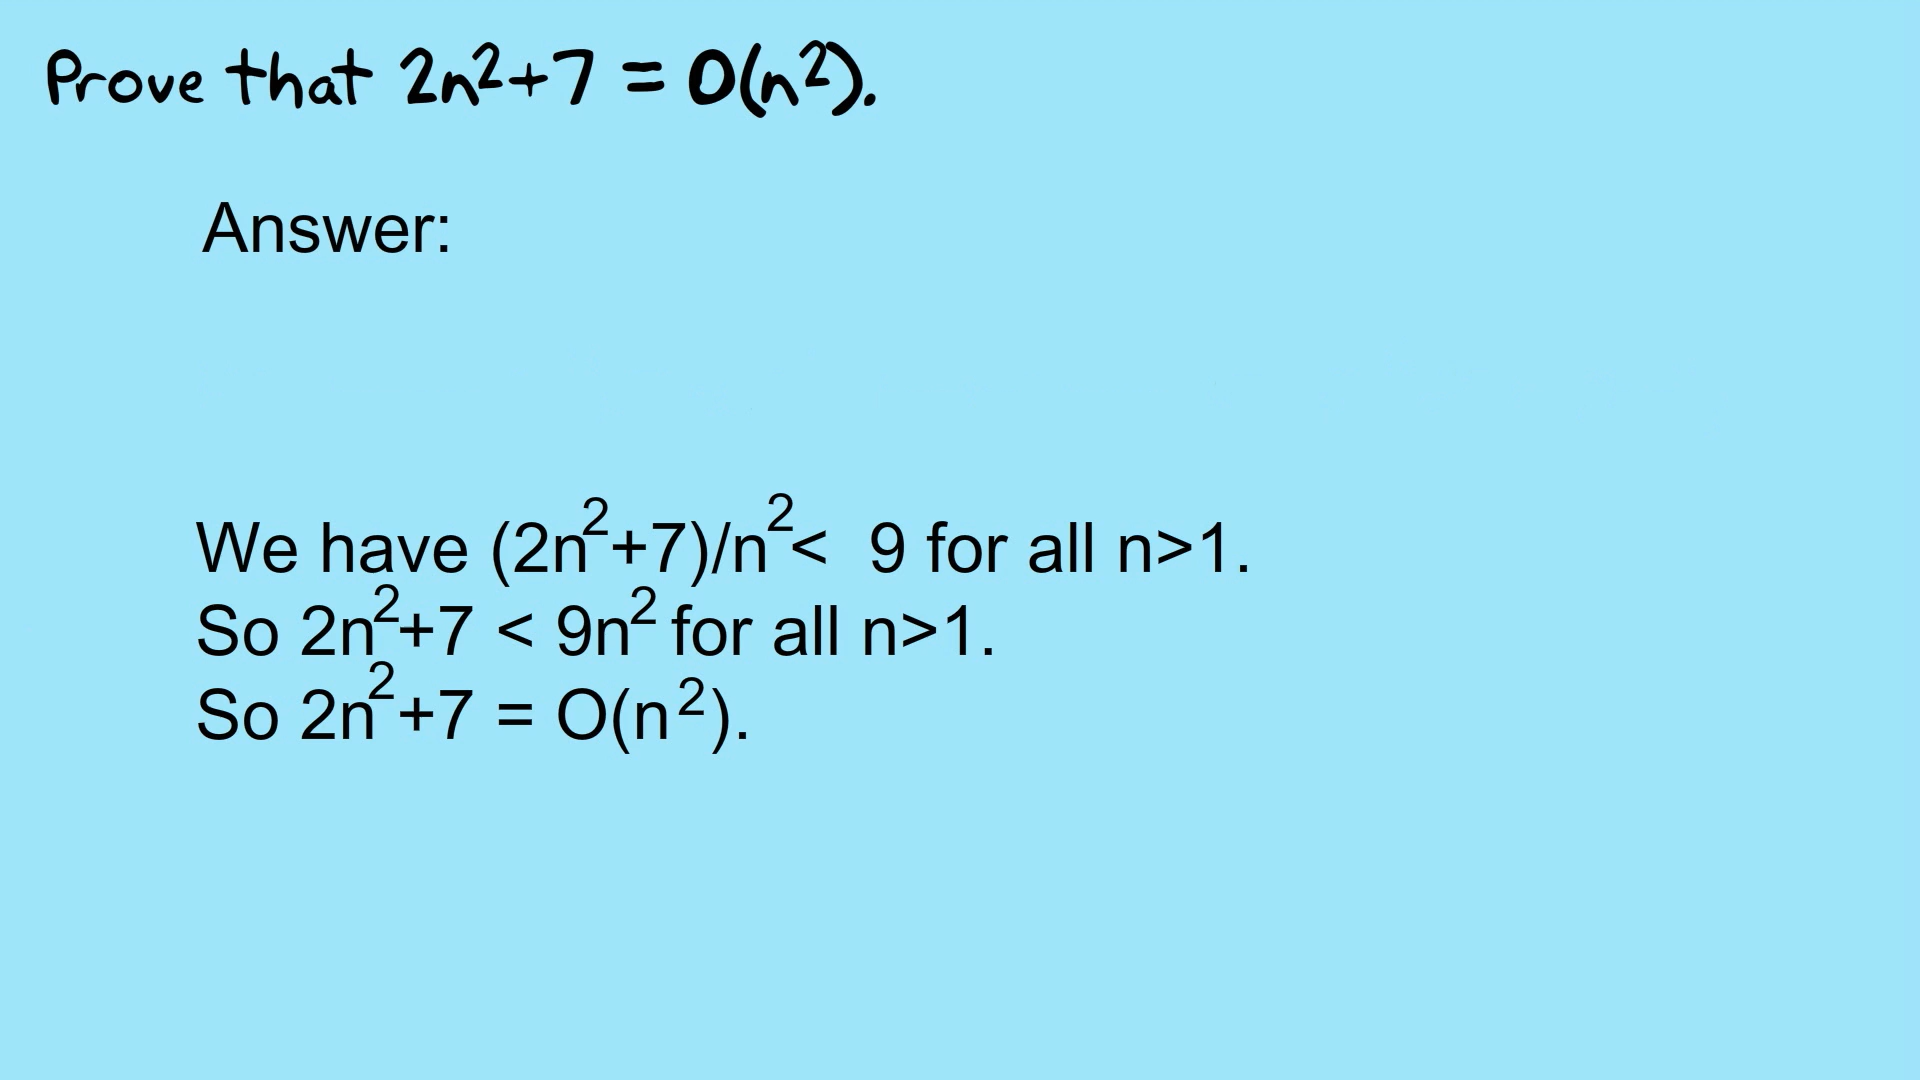 Prove that 2n²+7 = O(n²).
Answer:
We have (2n²+7)/n²< 9 for all n>1.
So 2n²+7 < 9n² for all n>1.
So 2n²+7 = O(n²).